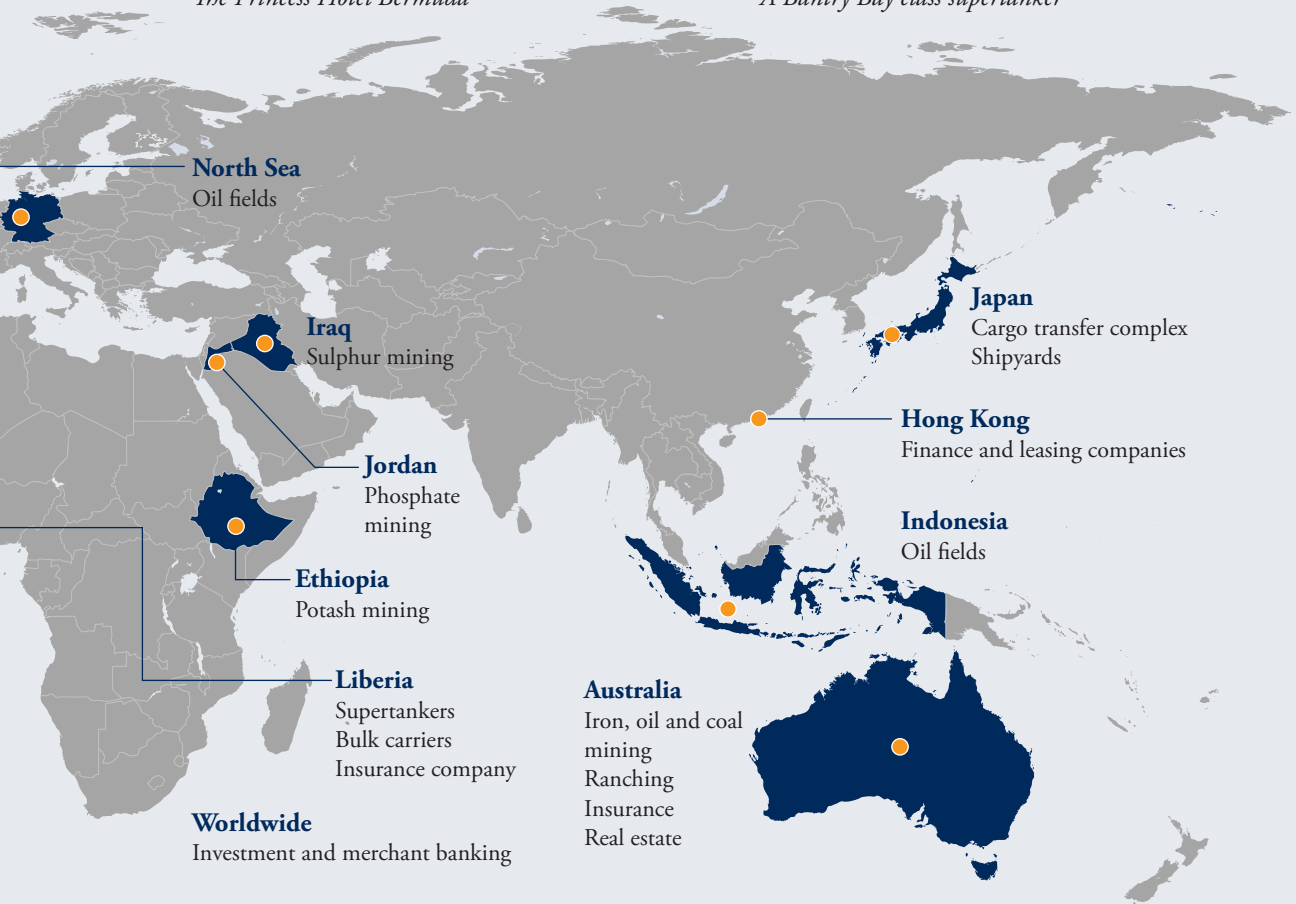 The Princess Hotel Bermuda
A Bantry Bay class supertanker
North Sea
Oil fields
Iraq
Sulphur mining
Japan
Cargo transfer complex
Shipyards
Hong Kong
Finance and leasing companies
Jordan
Phosphate
mining
Indonesia
Oil fields
Ethiopia
Potash mining
Liberia
Supertankers
Bulk carriers
Insurance company
Australia
Iron, oil and coal
mining
Ranching
Insurance
Real estate
Worldwide
Investment and merchant banking